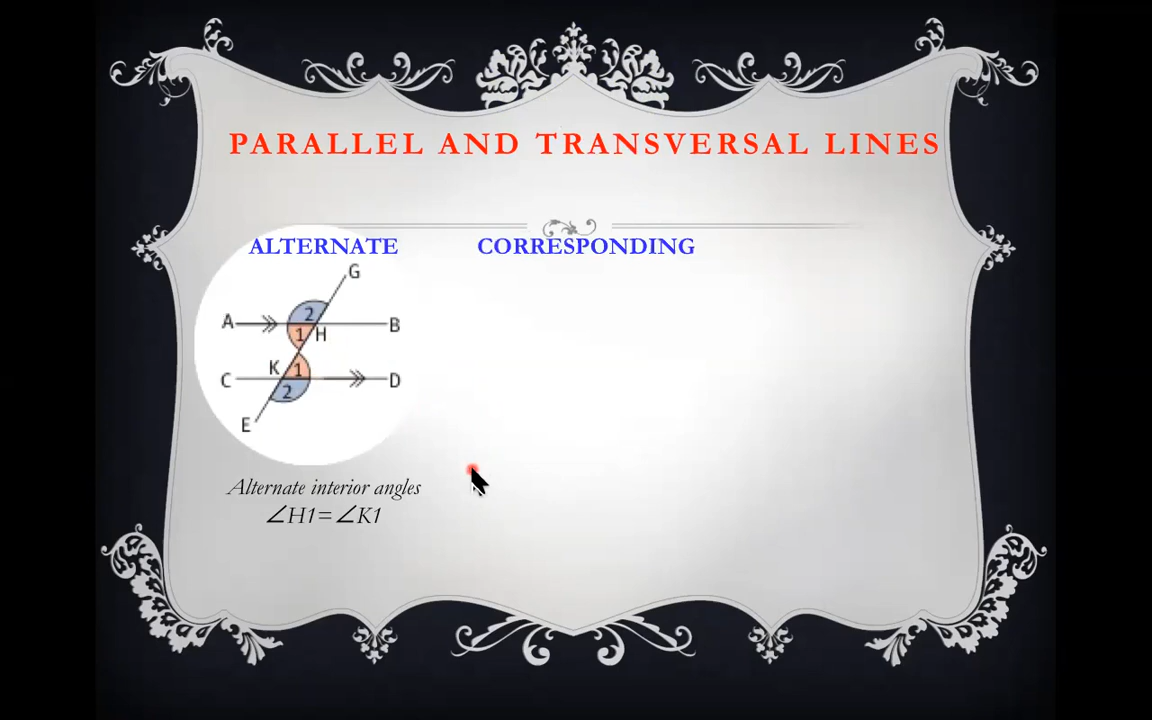 PARALLEL AND TRANSVERSAL LINES
ALTERNATE
CORRESPONDING
G
2
A
B
1
H
K
1
C
D
2
E
Alternate interior angles
∠H1=∠K1